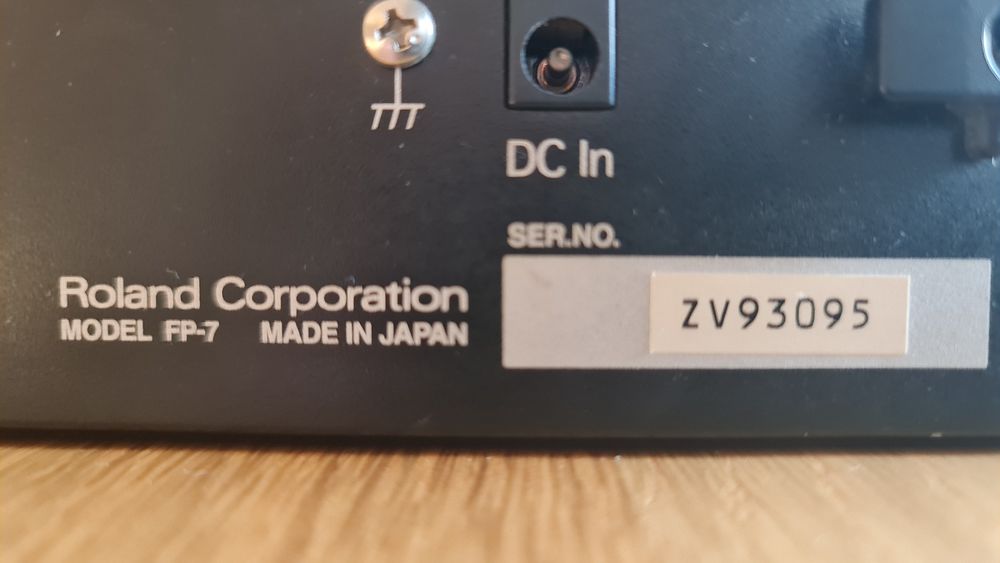 DC In
SER.NO.
ZV93095
Roland Corporation
MODEL FP-7 MADE IN JAPAN